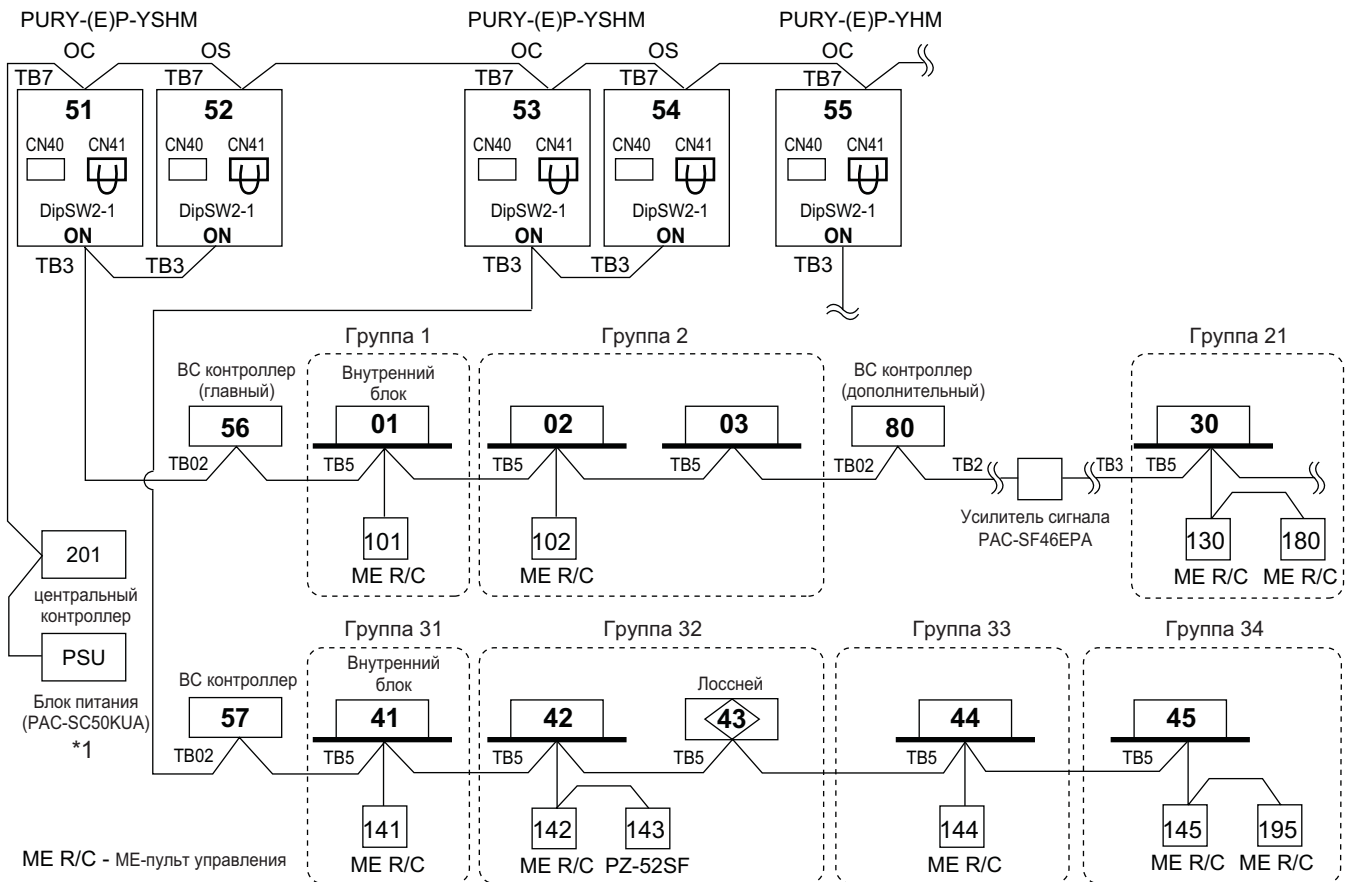 PURY-(E)P-YSHM PURY-(E)P-YSHM PURY-(E)P-YHM
OC OS OC OS OC
TB7 TB7 TB7 TB7 TB7
51 52 53 54 55
CN40 CN41 CN40 CN41 CN40 CN41 CN40 CN41 CN40 CN41
DipSW2-1 DipSW2-1 DipSW2-1 DipSW2-1 DipSW2-1
ON ON ON ON ON
TB3 TB3 TB3 TB3 TB3
Группа 1 Группа 2 Группа 21
ВС контроллер
(главный)
Внутренний
блок
ВС контроллер
(дополнительный)
56 01 02 03 80 30
TB02 TB5 TB5 TB5 TB02 TB2 TB3 TB5
Усилитель сигнала
PAC-SF46EPA
101 102 130 180
ME R/C ME R/C ME R/C ME R/C
201
центральный
контроллер
PSU
Блок питания
(PAC-SC50KUA)
*1
Группа 31 Группа 32 Группа 33 Группа 34
ВС контроллер
Внутренний
блок
Лоссней
57 41 42 43 44 45
TB02 TB5 TB5 TB5 TB5 TB5
141 142 143 144 145 195
ME R/C ME R/C PZ-52SF ME R/C ME R/C ME R/C
ME R/C - МЕ-пульт управления